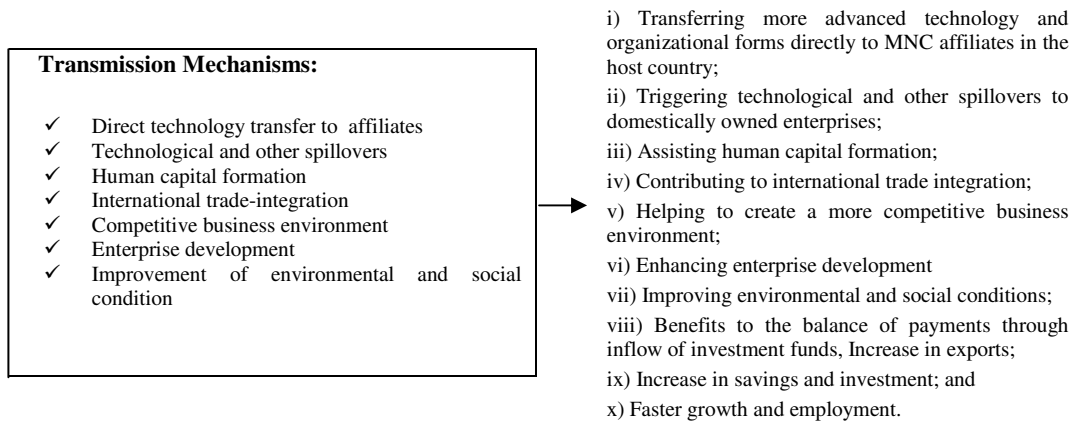 Transmission Mechanisms:
✓ Direct technology transfer to affiliates
✓ Technological and other spillovers
✓ Human capital formation
✓ International trade-integration
✓ Competitive business environment
✓ Enterprise development
✓ Improvement of environmental and social
condition
i) Transferring more advanced technology and
organizational forms directly to MNC affiliates in the
host country;
ii) Triggering technological and other spillovers to
domestically owned enterprises;
iii) Assisting human capital formation;
iv) Contributing to international trade integration;
v) Helping to create a more competitive business
environment;
vi) Enhancing enterprise development
vii) Improving environmental and social conditions;
viii) Benefits to the balance of payments through
inflow of investment funds, Increase in exports;
ix) Increase in savings and investment; and
x) Faster growth and employment.